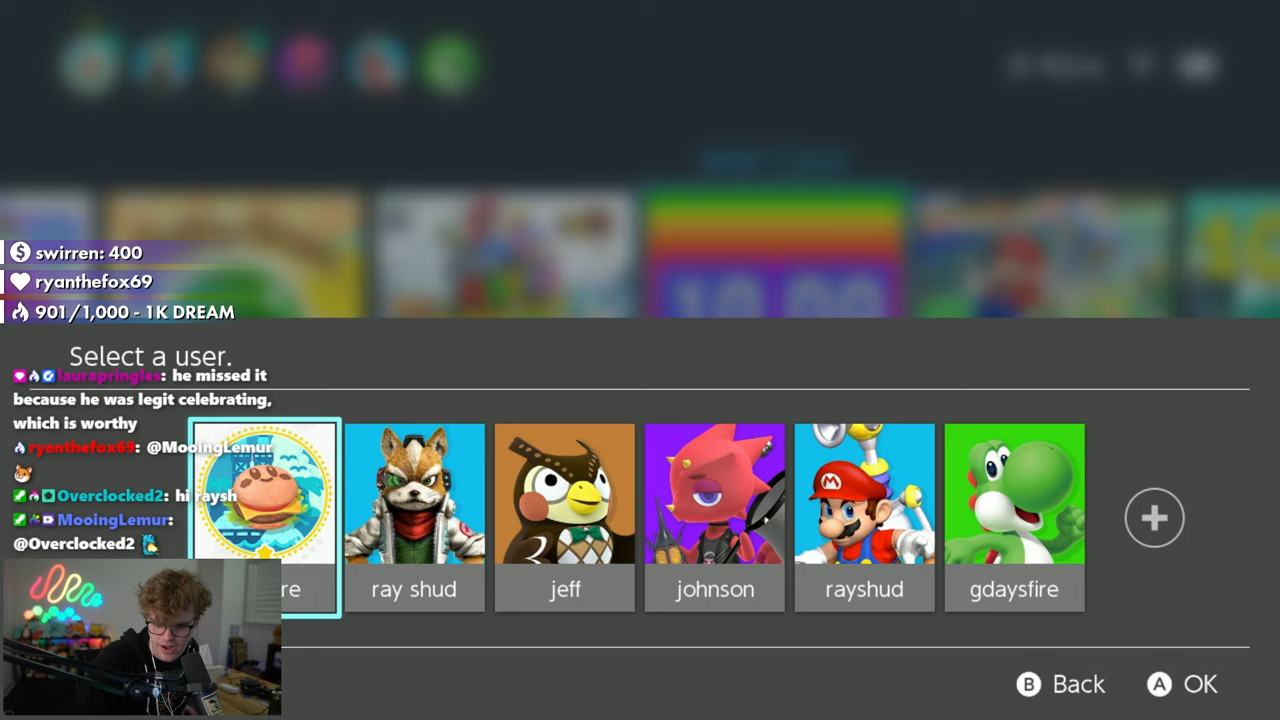 swirren: 400
ryanthefox69
901/1,000 - 1K DREAM
Select a user.
laurapringles: he missed it
because he was legit celebrating,
which is worthy
ryanthefox69: @MooingLemur
Overclocked2: hi raysh
MooingLemur:
@Overclocked2
re
ray shud
jeff
johnson
rayshud
gdaysfire
B Back
A OK